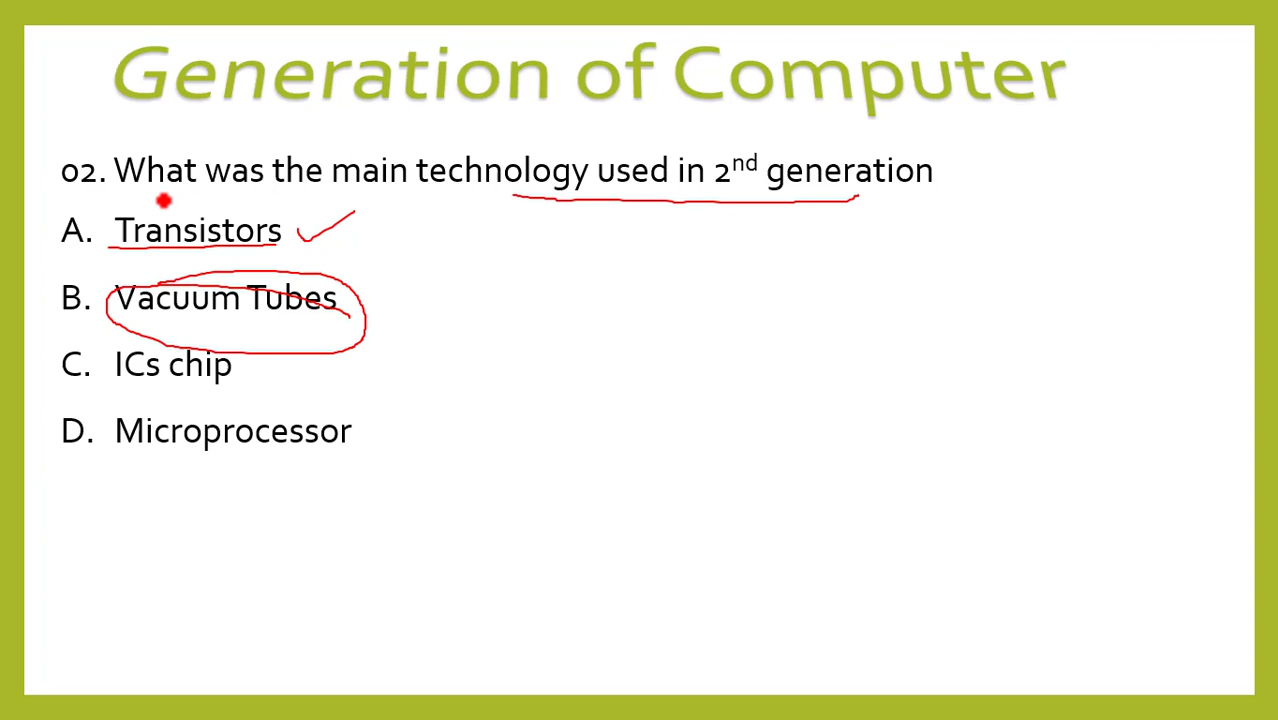 Generation of Computer
02. What was the main technology used in 2nd generation
A. Transistors
B. Vacuum Tubes
C. ICs chip
D. Microprocessor